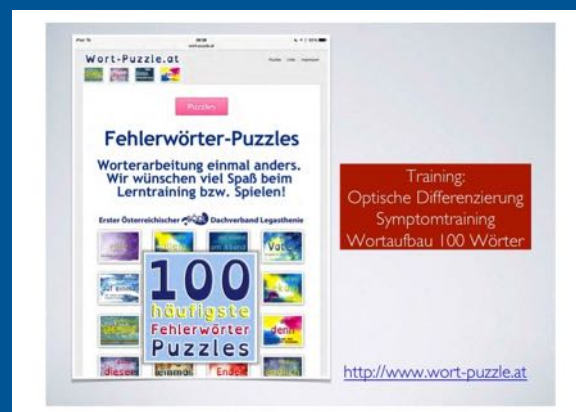 Wort-Puzzle.at
Puzzles
Fehlerwörter-Puzzles
Worterarbeitung einmal anders.
Wir wünschen viel Spaß beim
Lerntraining bzw. Spielen!
Erster Österreichischer Dachverband Legasthenie
100
häufigste
Fehlerwörter
Puzzles
denn
diesen
einmal
Ende
Training:
Optische Differenzierung
Symptomtraining
Wortaufbau 100 Wörter
http://www.wort-puzzle.at